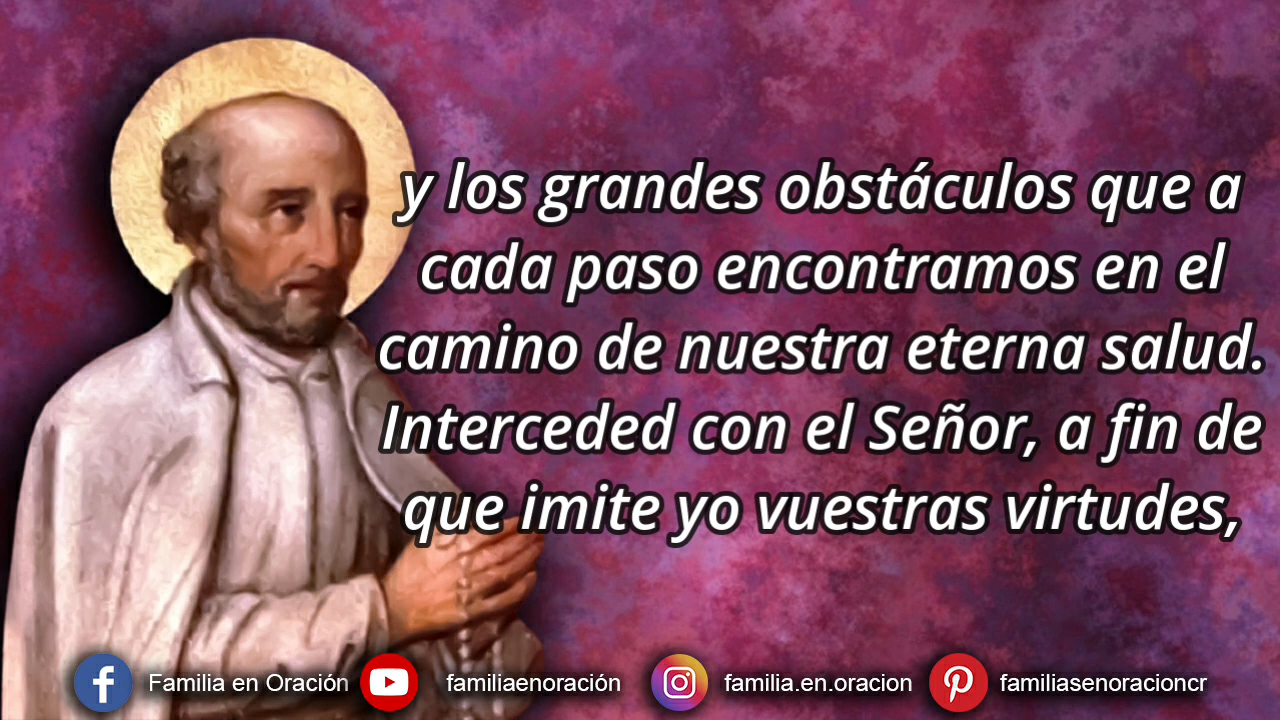 y los grandes obstáculos que a
cada paso encontramos en el
camino de nuestra eterna salud.
Interceded con el Señor, a fin de
que imite yo vuestras virtudes,
Familia en Oración
familiaenoración
familia.en.oracion
familiasenoracioncr